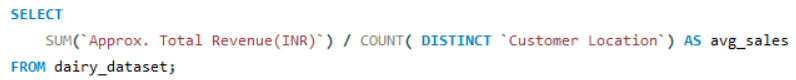 SELECT
SUM(`Approx. Total Revenue(INR)`) / COUNT( DISTINCT `Customer Location`) AS avg_sales
FROM dairy_dataset;